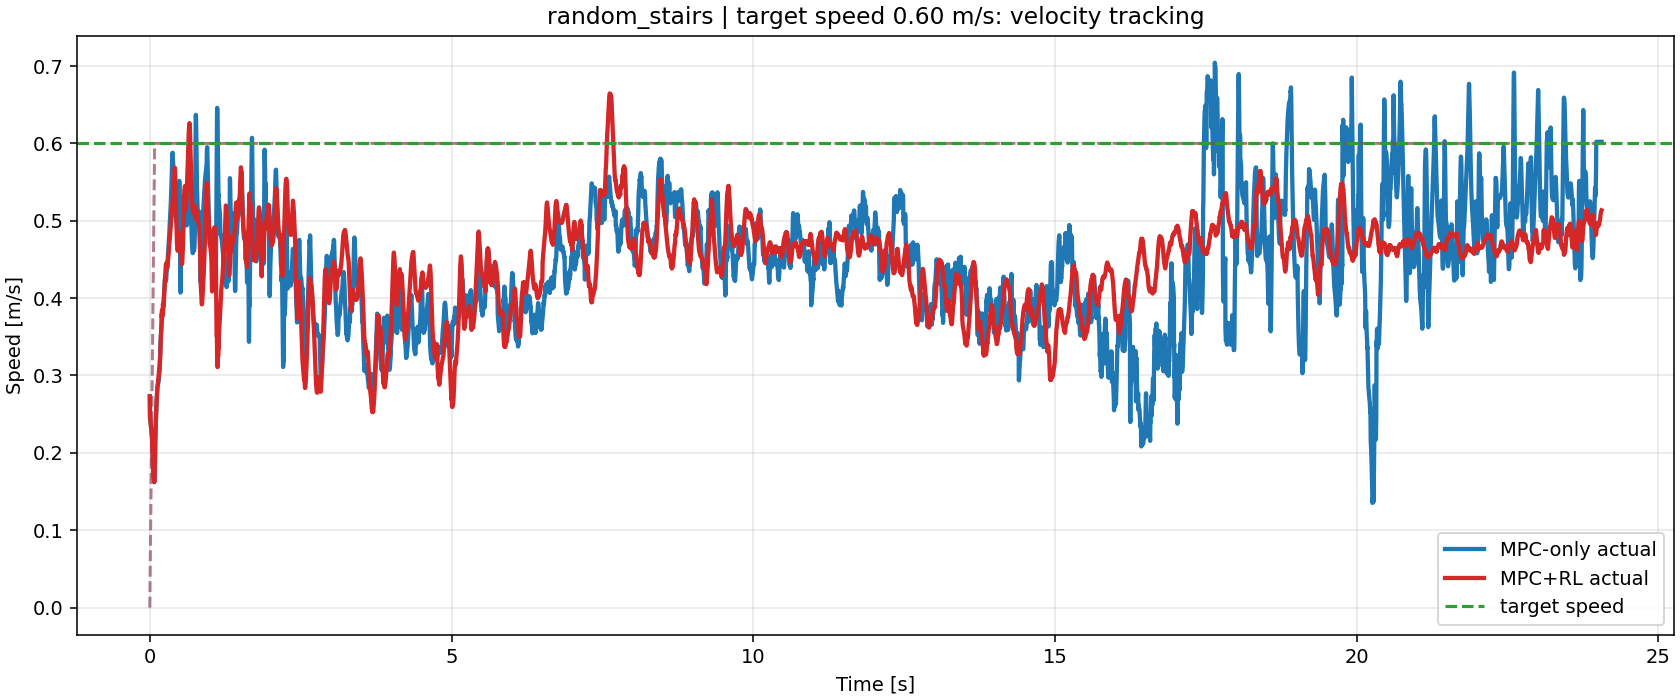 random_stairs | target speed 0.60 m/s: velocity tracking
Speed [m/s]
0.7
0.6
0.5
0.4
0.3
0.2
0.1
0.0
MPC-only actual
MPC+RL actual
target speed
0 5 10 15 20 25
Time [s]